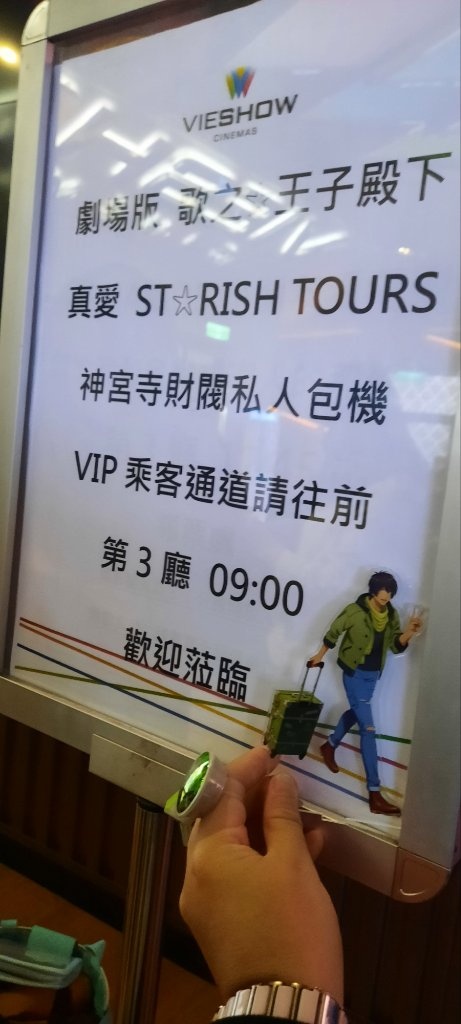 VIESHOW
CINEMAS
劇場版 歌之☆王子殿下
真愛 ST☆RISH TOURS
神宮寺財閥私人包機
VIP 乘客通道請往前
第 3 廳 09:00
歡迎蒞臨